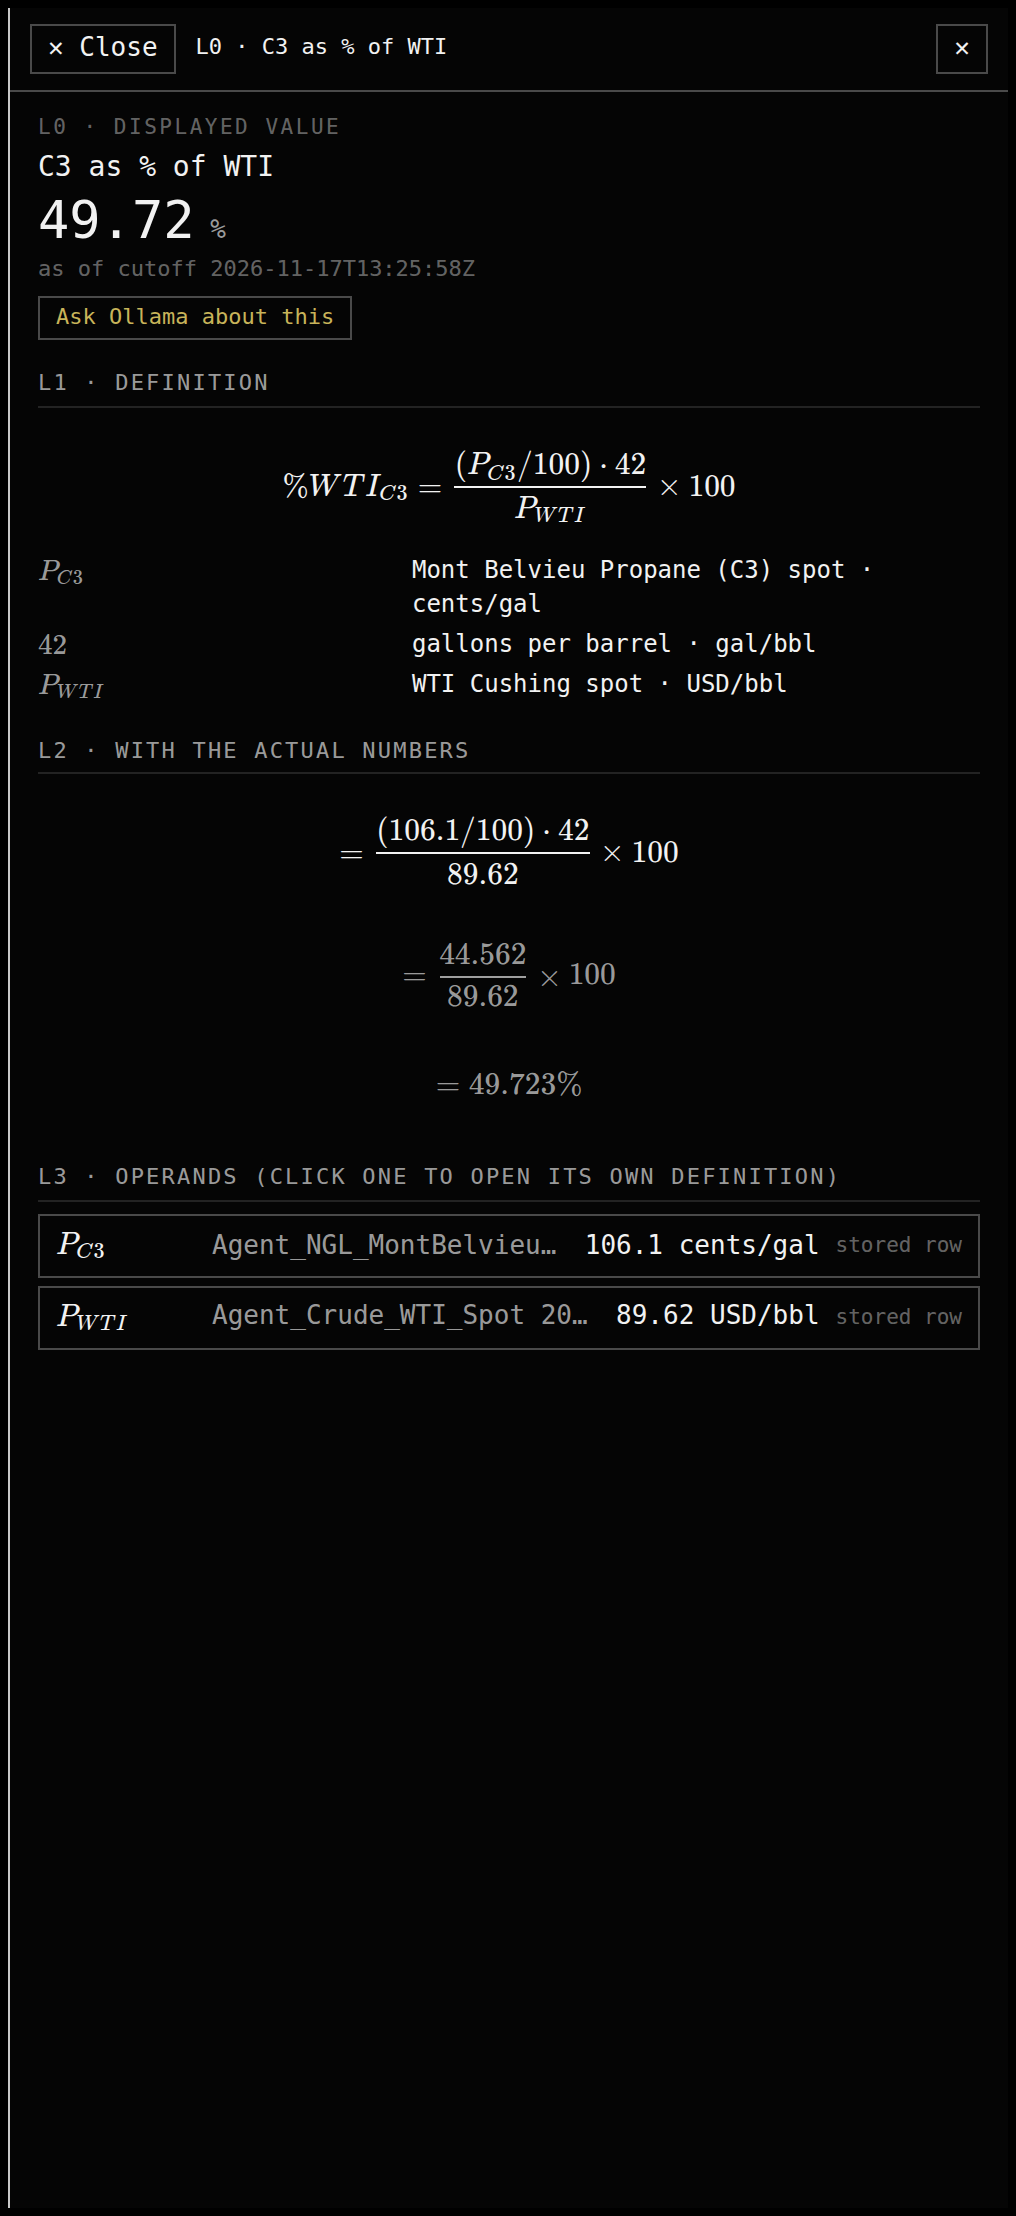 × Close L0 · C3 as % of WTI ×
L0 · DISPLAYED VALUE
C3 as % of WTI
49.72 %
as of cutoff 2026-11-17T13:25:58Z
Ask Ollama about this
L1 · DEFINITION
%WTI_C3 = (P_C3/100) · 42 / P_WTI × 100
P_C3 Mont Belvieu Propane (C3) spot ·
cents/gal
42 gallons per barrel · gal/bbl
P_WTI WTI Cushing spot · USD/bbl
L2 · WITH THE ACTUAL NUMBERS
= (106.1/100) · 42 / 89.62 × 100
= 44.562 / 89.62 × 100
= 49.723%
L3 · OPERANDS (CLICK ONE TO OPEN ITS OWN DEFINITION)
P_C3 Agent_NGL_MontBelvieu… 106.1 cents/gal stored row
P_WTI Agent_Crude_WTI_Spot 20… 89.62 USD/bbl stored row